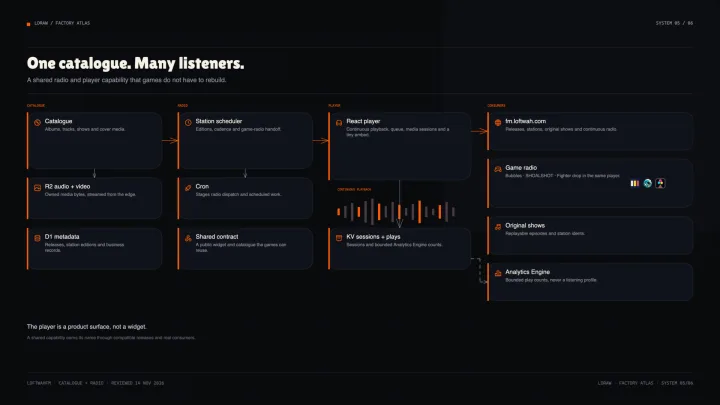 LDRAW / FACTORY ATLAS
SYSTEM 05 / 06
One catalogue. Many listeners.
A shared radio and player capability that games do not have to rebuild.
CATALOGUE
RADIO
PLAYER
CONSUMERS
Catalogue
Albums, tracks, shows and cover media.
Station scheduler
Editions, cadence and game-radio handoff.
React player
Continuous playback, queue, media sessions and a
tiny ambot.
fm.loftwah.com
Releases, stations, original shows and continuous radio.
Game radio
Bubbles · SHOALSHOT · Fighter drop in the same player.
R2 audio + video
Owned media bytes, streamed from the edge.
Cron
Stages radio dispatch and scheduled work.
CONTINUOUS PLAYBACK
Original shows
Replayable episodes and station idents.
D1 metadata
Releases, station editions and business
records.
Shared contract
A public widget and catalogue the games can
reuse.
KV sessions + plays
Sessions and bounded Analytics Engine counts.
Analytics Engine
Bounded play counts, never a listening profile.
The player is a product surface, not a widget.
A shared capability earns its name through compatible releases and real consumers.
LOFTWAHFM · CATALOGUE + RADIO · REVIEWED 14 NOV 2026
LDRAW · FACTORY ATLAS · SYSTEM 05/06